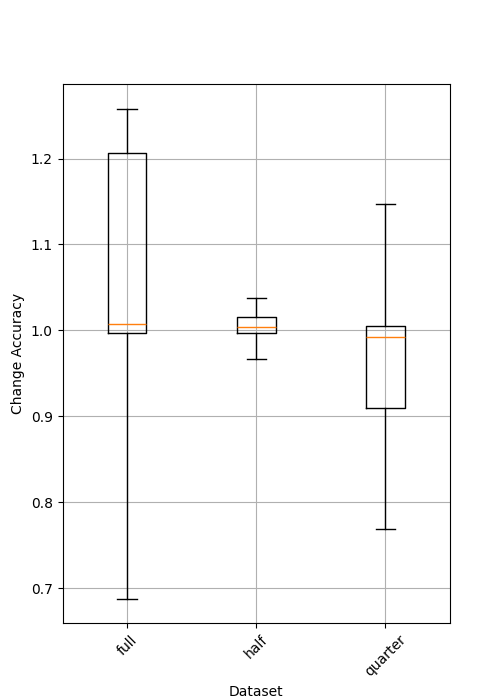 1.2
1.1
1.0
0.9
0.8
0.7
Change Accuracy
full
half
quarter
Dataset